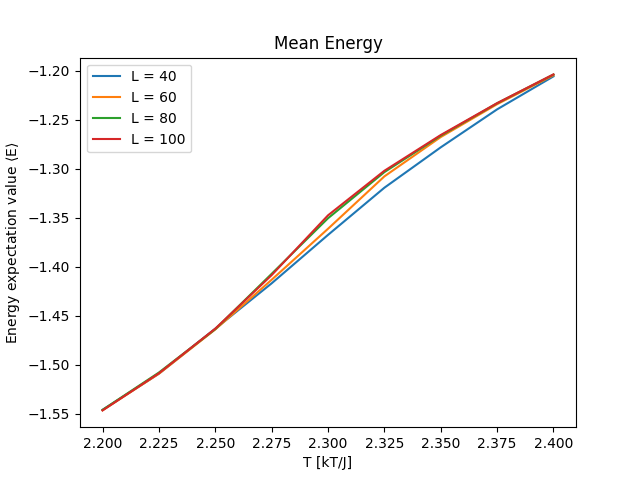 Mean Energy
L = 40
L = 60
L = 80
L = 100
Energy expectation value ⟨E⟩
−1.20
−1.25
−1.30
−1.35
−1.40
−1.45
−1.50
−1.55
2.200 2.225 2.250 2.275 2.300 2.325 2.350 2.375 2.400
T [kT/J]